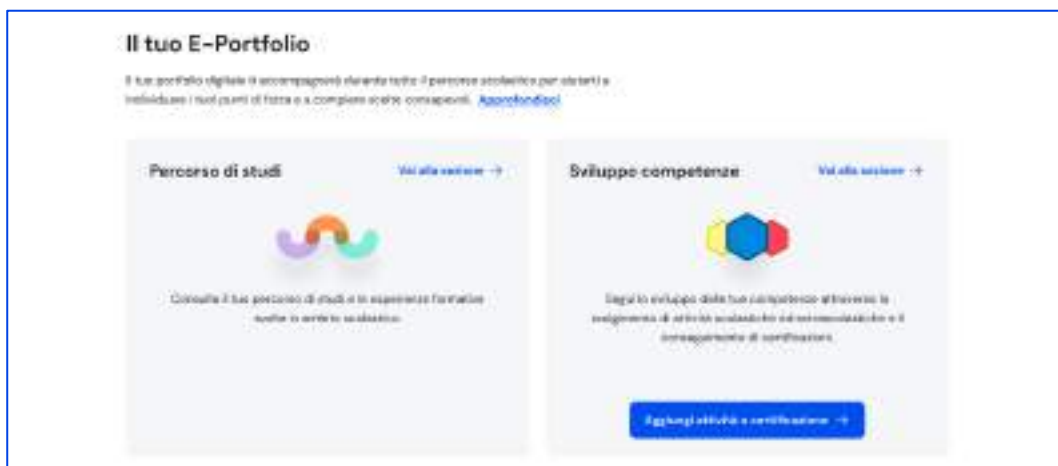 Il tuo E-Portfolio
Il tuo portfolio digitale ti accompagnerà durante tutto il percorso scolastico per aiutarti a
individuare i tuoi punti di forza e a compiere scelte consapevoli. Approfondisci
Percorso di studi
Vai alla sezione →
Consulta il tuo percorso di studi e le esperienze formative
svolte in ambito scolastico.
Sviluppo competenze
Vai alla sezione →
Segui lo sviluppo delle tue competenze attraverso lo
svolgimento di attività scolastiche ed extrascolastiche e il
conseguimento di certificazioni.
Aggiungi attività o certificazione →